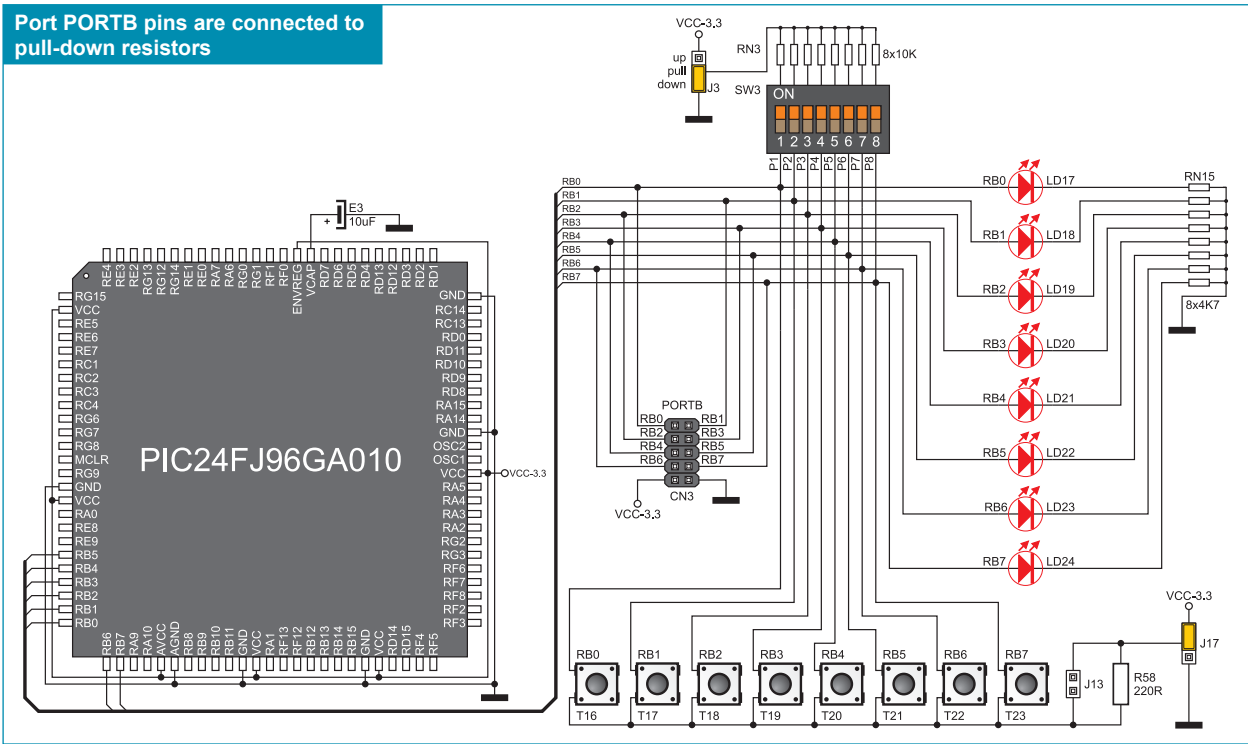 Port PORTB pins are connected to
pull-down resistors
VCC-3.3
up
pull
down
J3
RN3
8x10K
SW3
ON
1 2 3 4 5 6 7 8
P1 P2 P3 P4 P5 P6 P7 P8
RB0
RB1
RB2
RB3
RB4
RB5
RB6
RB7
RB0 LD17
RB1 LD18
RB2 LD19
RB3 LD20
RB4 LD21
RB5 LD22
RB6 LD23
RB7 LD24
RN15
8x4K7
E3
+ 10uF
RE4 RE3 RE2 RG13 RG12 RG14 RE1 RE0 RA7 RA6 RG0 RG1 RF1 RF0 ENVREG VCAP RD7 RD6 RD5 RD4 RD13 RD12 RD3 RD2 RD1
RG15
VCC
RE5
RE6
RE7
RC1
RC2
RC3
RC4
RG6
RG7
RG8
MCLR
RG9
GND
VCC
RA0
RE8
RE9
RB5
RB4
RB3
RB2
RB1
RB0
PIC24FJ96GA010
GND
RC14
RC13
RD0
RD11
RD10
RD9
RD8
RA15
RA14
GND
OSC2
OSC1
VCC
RA5
RA4
RA3
RA2
RG2
RG3
RF6
RF7
RF8
RF2
RF3
VCC-3.3
RB6 RB7 RA9 RA10 AVCC AGND RB8 RB9 RB10 RB11 GND VCC RA1 RF13 RF12 RB12 RB13 RB14 RB15 GND VCC RD14 RD15 RF4 RF5
PORTB
RB0 RB1
RB2 RB3
RB4 RB5
RB6 RB7
CN3
VCC-3.3
RB0 RB1 RB2 RB3 RB4 RB5 RB6 RB7
T16 T17 T18 T19 T20 T21 T22 T23
J13
R58
220R
VCC-3.3
J17